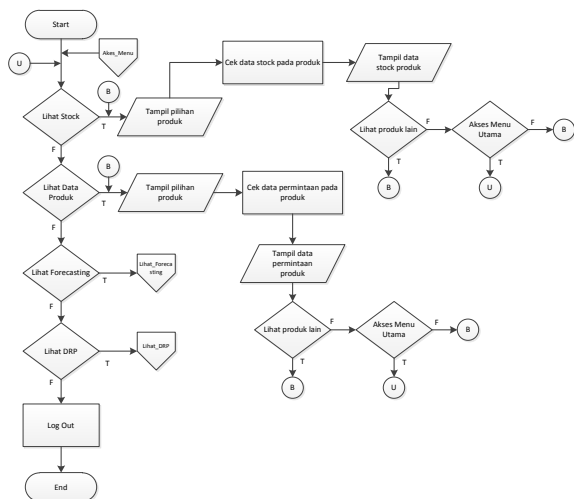 Start
Akes_Menu
U
B
Lihat Stock
T
F
Tampil pilihan
produk
Cek data stock pada produk
Tampil data
stock produk
Lihat produk lain
F
T
B
Akses Menu
Utama
F
T
B
U
B
Lihat Data
Produk
T
F
Tampil pilihan
produk
Cek data permintaan pada
produk
Tampil data
permintaan
produk
Lihat produk lain
F
T
B
Akses Menu
Utama
F
T
B
U
Lihat Forecasting
T
F
Lihat_Foreca
sting
Lihat DRP
T
F
Lihat_DRP
Log Out
End